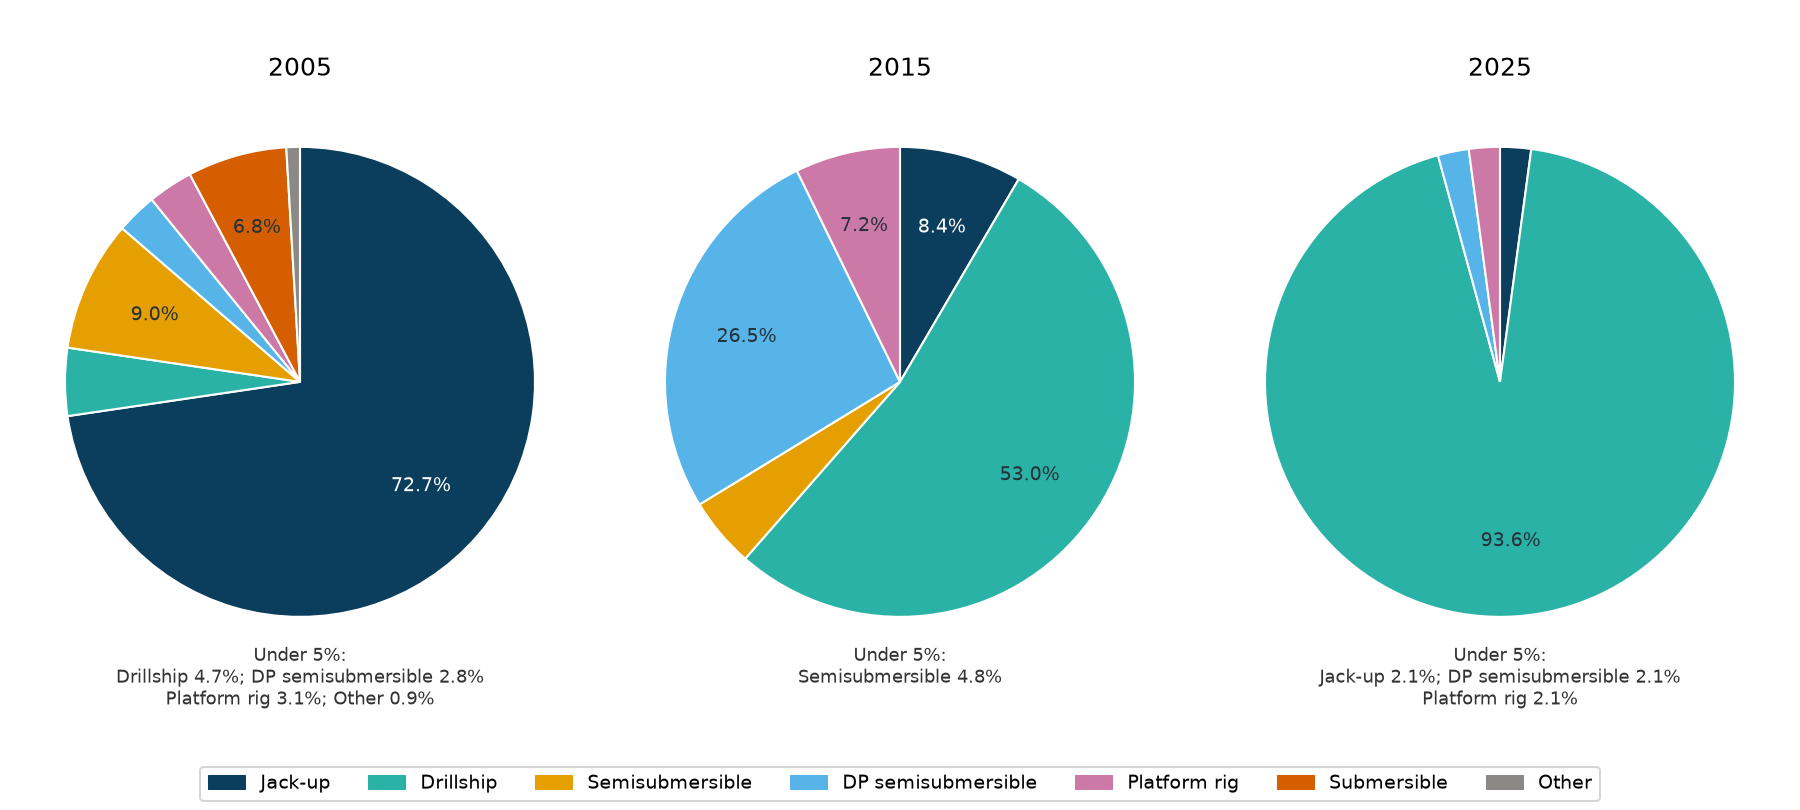 2005
2015
2025
6.8%
9.0%
72.7%
7.2%
8.4%
26.5%
53.0%
93.6%
Under 5%:
Drillship 4.7%; DP semisubmersible 2.8%
Platform rig 3.1%; Other 0.9%
Under 5%:
Semisubmersible 4.8%
Under 5%:
Jack-up 2.1%; DP semisubmersible 2.1%
Platform rig 2.1%
Jack-up
Drillship
Semisubmersible
DP semisubmersible
Platform rig
Submersible
Other